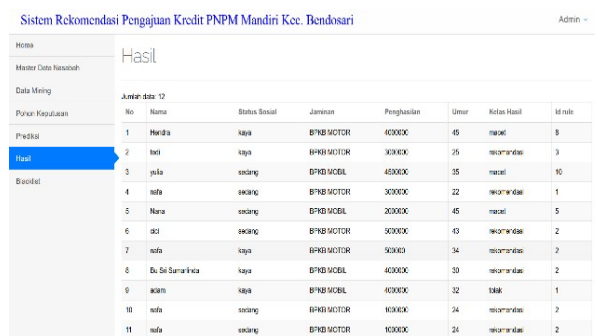 Sistem Rekomendasi Pengajuan Kredit PNPM Mandiri Kec. Bendosari Admin
Home
Master Data Nasabah
Data Mining
Pohon Keputusan
Prediksi
Hasil
Blacklist
Hasil
Jumlah data: 12
No Nama Status Sosial Jaminan Penghasilan Umur Kelas Hasil Id rule
1 Hendra kaya BPKB MOTOR 4000000 45 macet 8
2 kaya BPKB MOTOR 3000000 25 rekomendasi 3
3 yulia sedang BPKB MOBIL 4500000 35 macet 10
4 nafa sedang BPKB MOTOR 3000000 22 rekomendasi 1
5 Nana sedang BPKB MOBIL 2000000 45 macet 5
6 sedang BPKB MOTOR 5000000 43 rekomendasi 2
7 nafa kaya BPKB MOTOR 500000 34 rekomendasi 2
8 Bu Sri Sumarlinda kaya BPKB MOBIL 4000000 30 rekomendasi 2
9 adam kaya BPKB MOBIL 4000000 32 tolak 1
10 nafa sedang BPKB MOTOR 1000000 24 rekomendasi 2
11 nafa sedang BPKB MOTOR 1000000 24 rekomendasi 2